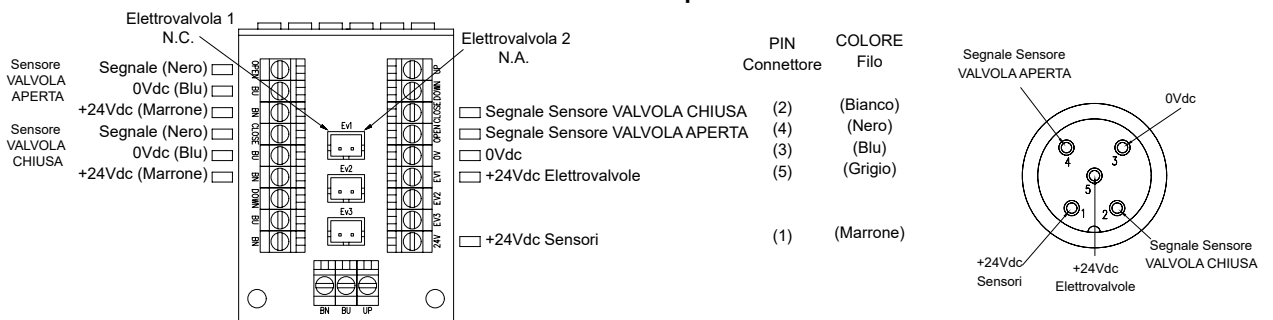 Elettrovalvola 1
N.C.
Elettrovalvola 2
N.A.
Sensore
VALVOLA
APERTA
Segnale (Nero)
0Vdc (Blu)
+24Vdc (Marrone)
Sensore
VALVOLA
CHIUSA
Segnale (Nero)
0Vdc (Blu)
+24Vdc (Marrone)
OPEN
BU
BN
CLOSE
BU
BN
DOWN
BU
BN
Ev1
Ev2
Ev3
UP
DOWN
CLOSE
OPEN
0V
EV1
EV2
EV3
24V
BN BU UP
PIN
Connettore
COLORE
Filo
Segnale Sensore VALVOLA CHIUSA (2) (Bianco)
Segnale Sensore VALVOLA APERTA (4) (Nero)
0Vdc (3) (Blu)
+24Vdc Elettrovalvole (5) (Grigio)
+24Vdc Sensori (1) (Marrone)
Segnale Sensore
VALVOLA APERTA
0Vdc
4
3
5
1
2
+24Vdc
Sensori
+24Vdc
Elettrovalvole
Segnale Sensore
VALVOLA CHIUSA